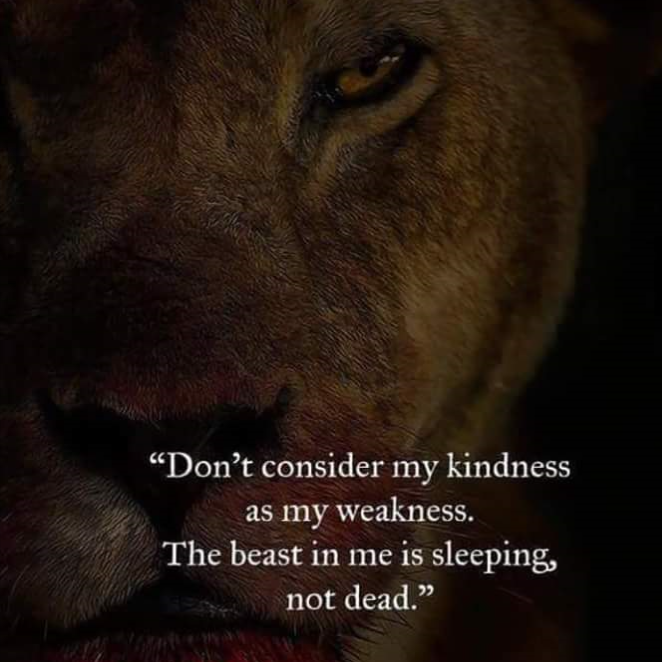 “Don’t consider my kindness
as my weakness.
The beast in me is sleeping,
not dead.”